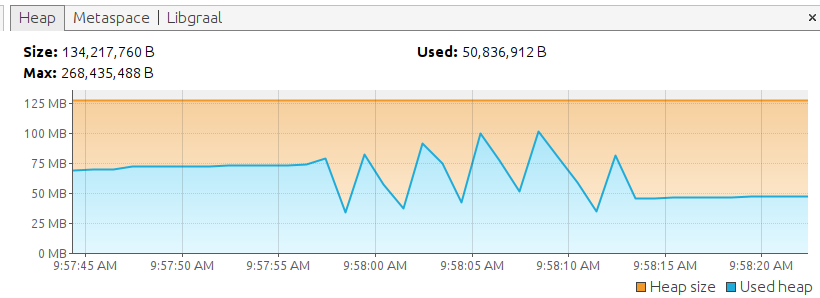 Heap Metaspace Libgraal ×
Size: 134,217,760 B Used: 50,836,912 B
Max: 268,435,488 B
125 MB
100 MB
75 MB
50 MB
25 MB
0 MB
9:57:45 AM 9:57:50 AM 9:57:55 AM 9:58:00 AM 9:58:05 AM 9:58:10 AM 9:58:15 AM 9:58:20 AM
Heap size Used heap